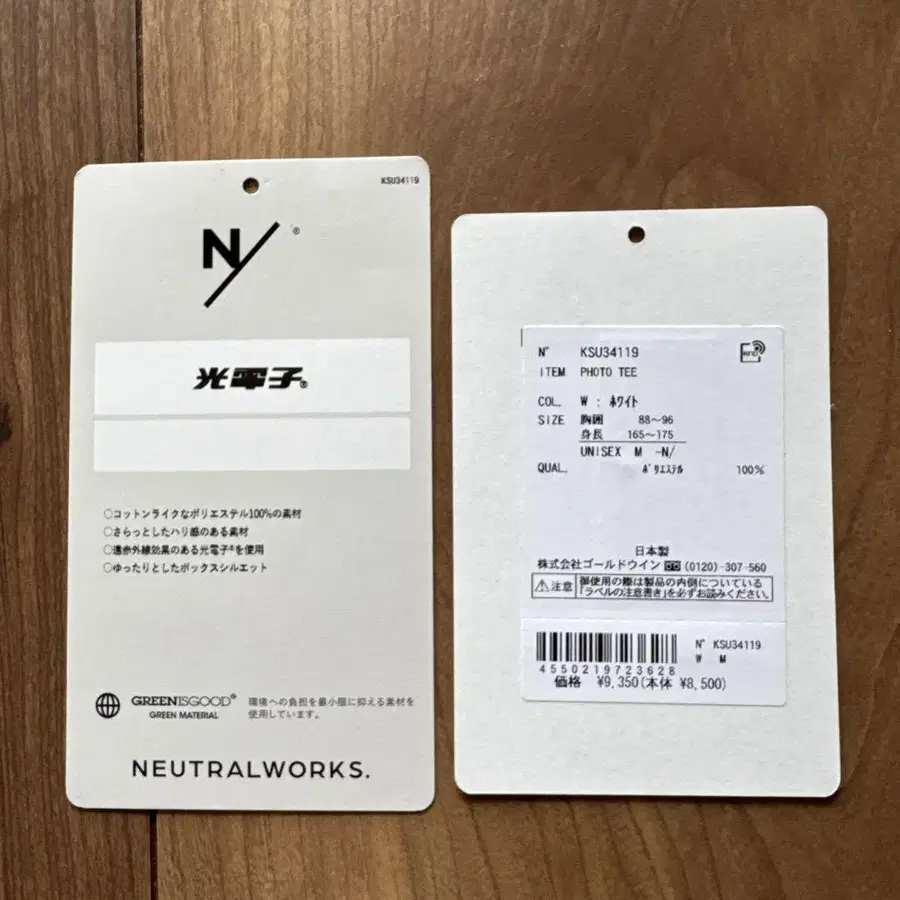 KSU34119
N/®
光電子®
○コットンライクなポリエステル100%の素材
○さらっとしたハリ感のある素材
○遠赤外線効果のある光電子®を使用
○ゆったりとしたボックスシルエット
GREENISGOOD®
GREEN MATERIAL
環境への負担を最小限に抑える素材を
使用しています。
NEUTRALWORKS.
N° KSU34119
RFID
ITEM PHOTO TEE
COL. W : ホワイト
SIZE 胸囲 88~96
身長 165~175
UNISEX M -N/
QUAL. ポリエステル 100%
日本製
株式会社ゴールドウイン (0120)-307-560
注意 御使用の際は製品の内側についている
「ラベルの注意書き」を必ずお読みください。
N° KSU34119
W M
4550219723628
価格 ¥9,350(本体 ¥8,500)